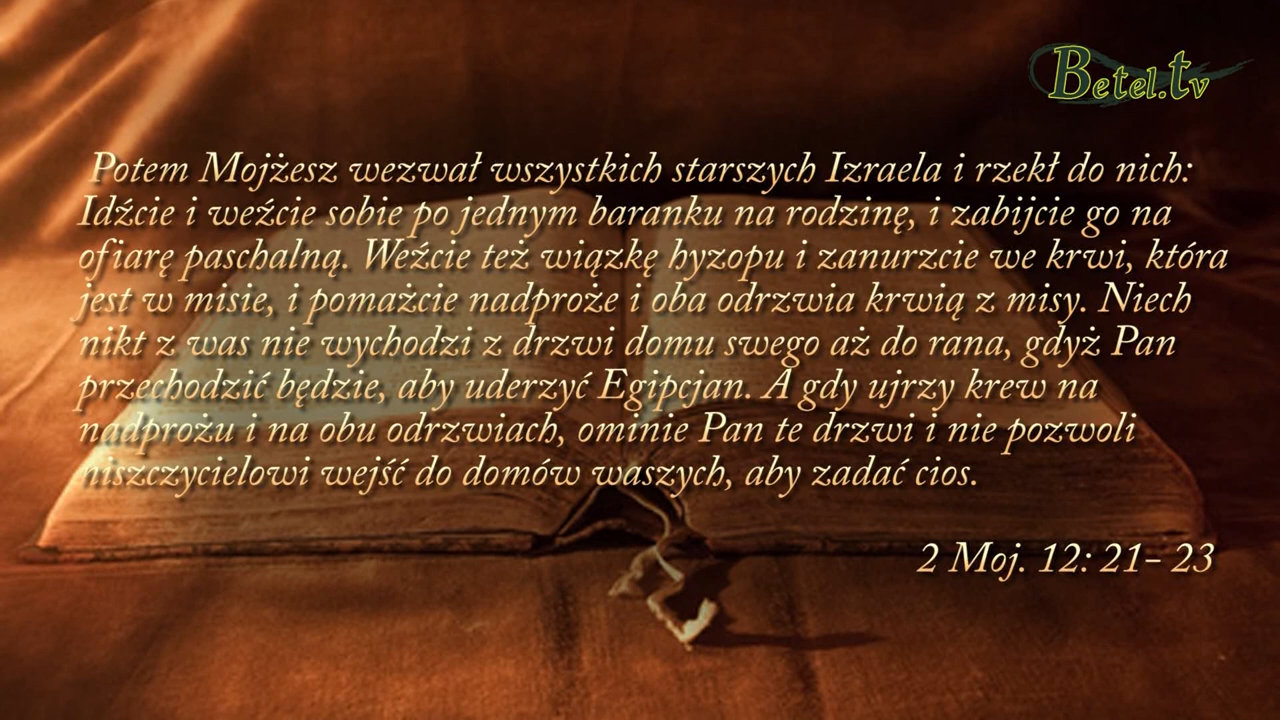 Betel.tv
Potem Mojżesz wezwał wszystkich starszych Izraela i rzekł do nich:
Idźcie i weźcie sobie po jednym baranku na rodzinę, i zabijcie go na
ofiarę paschalną. Weźcie też wiązkę hyzopu i zanurzcie we krwi, która
jest w misie, i pomażcie nadproże i oba odrzwia krwią z misy. Niech
nikt z was nie wychodzi z drzwi domu swego aż do rana, gdyż Pan
przechodzić będzie, aby uderzyć Egipcjan. A gdy ujrzy krew na
nadprożu i na obu odrzwiach, ominie Pan te drzwi i nie pozwoli
niszczycielowi wejść do domów waszych, aby zadać cios.
2 Moj. 12: 21- 23